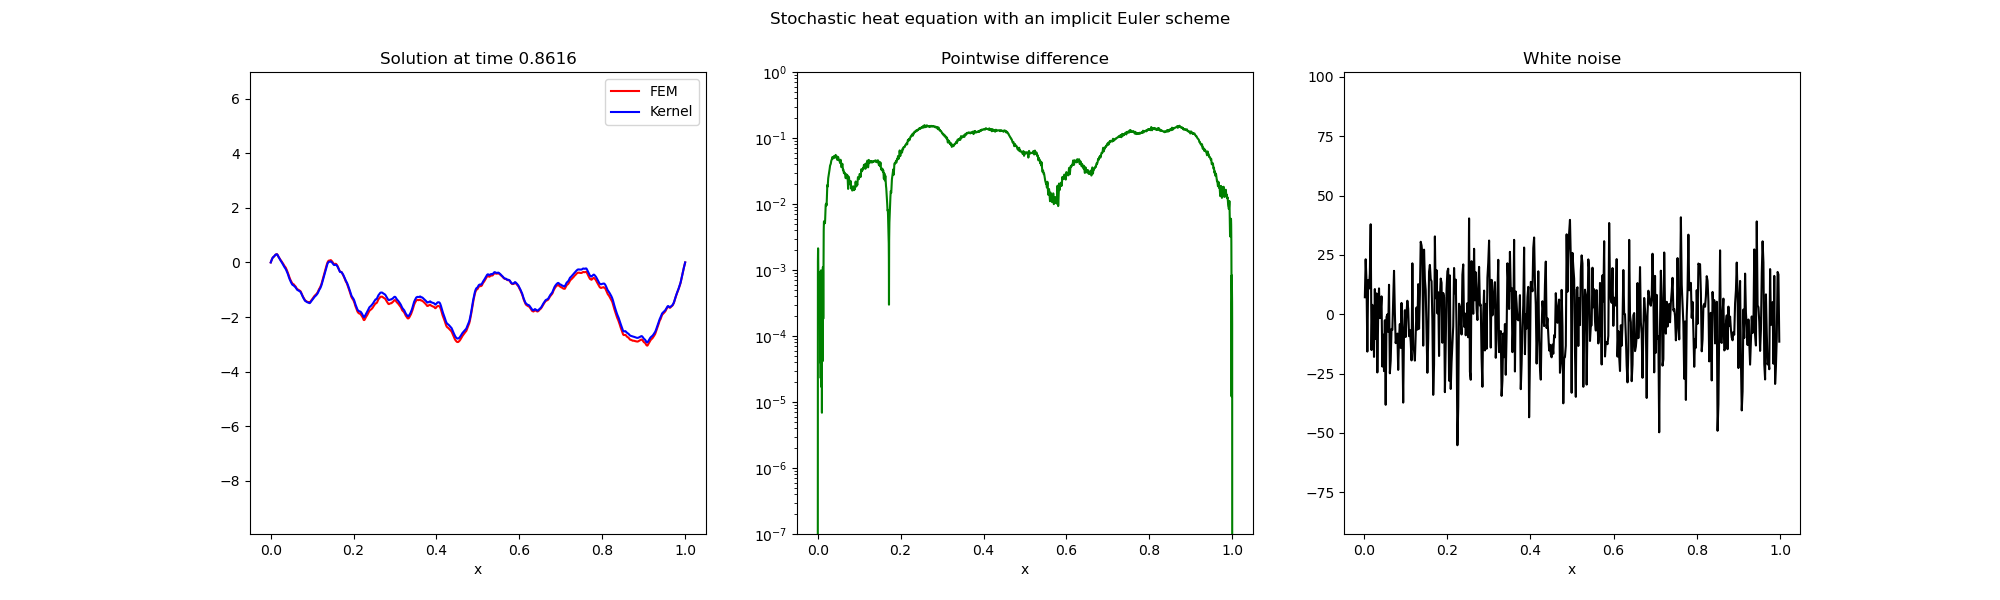 Stochastic heat equation with an implicit Euler scheme
Solution at time 0.8616
FEM
Kernel
6
4
2
0
−2
−4
−6
−8
0.0 0.2 0.4 0.6 0.8 1.0
x
Pointwise difference
10⁰
10⁻¹
10⁻²
10⁻³
10⁻⁴
10⁻⁵
10⁻⁶
10⁻⁷
0.0 0.2 0.4 0.6 0.8 1.0
x
White noise
100
75
50
25
0
−25
−50
−75
0.0 0.2 0.4 0.6 0.8 1.0
x